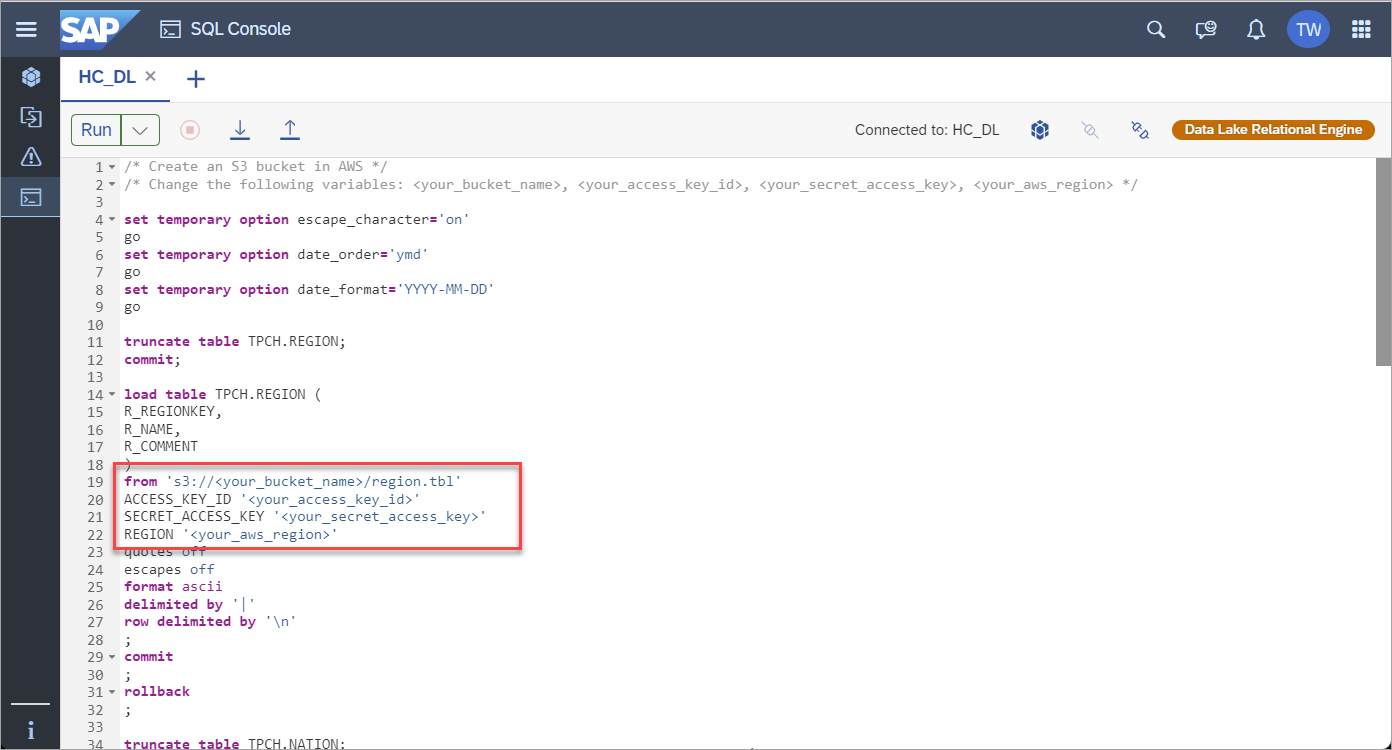 SAP SQL Console TW
HC_DL
Run Connected to: HC_DL Data Lake Relational Engine
1 /* Create an S3 bucket in AWS */
2 /* Change the following variables: <your_bucket_name>, <your_access_key_id>, <your_secret_access_key>, <your_aws_region> */
3
4 set temporary option escape_character='on'
5 go
6 set temporary option date_order='ymd'
7 go
8 set temporary option date_format='YYYY-MM-DD'
9 go
10
11 truncate table TPCH.REGION;
12 commit;
13
14 load table TPCH.REGION (
15 R_REGIONKEY,
16 R_NAME,
17 R_COMMENT
18 )
19 from 's3://<your_bucket_name>/region.tbl'
20 ACCESS_KEY_ID '<your_access_key_id>'
21 SECRET_ACCESS_KEY '<your_secret_access_key>'
22 REGION '<your_aws_region>'
23 quotes off
24 escapes off
25 format ascii
26 delimited by '|'
27 row delimited by '\n'
28 ;
29 commit
30 ;
31 rollback
32 ;
33
34 truncate table TPCH.NATION;